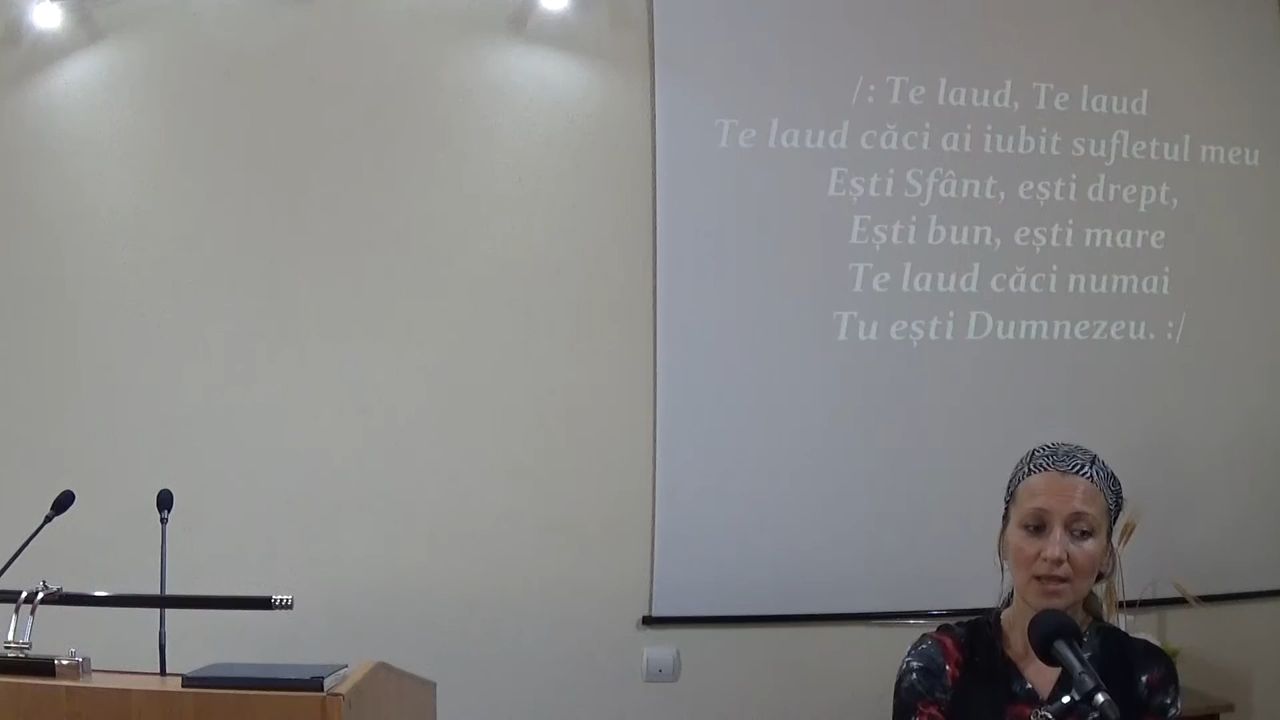 /: Te laud, Te laud
Te laud căci ai iubit sufletul meu
Ești Sfânt, ești drept,
Ești bun, ești mare
Te laud căci numai
Tu ești Dumnezeu. :/